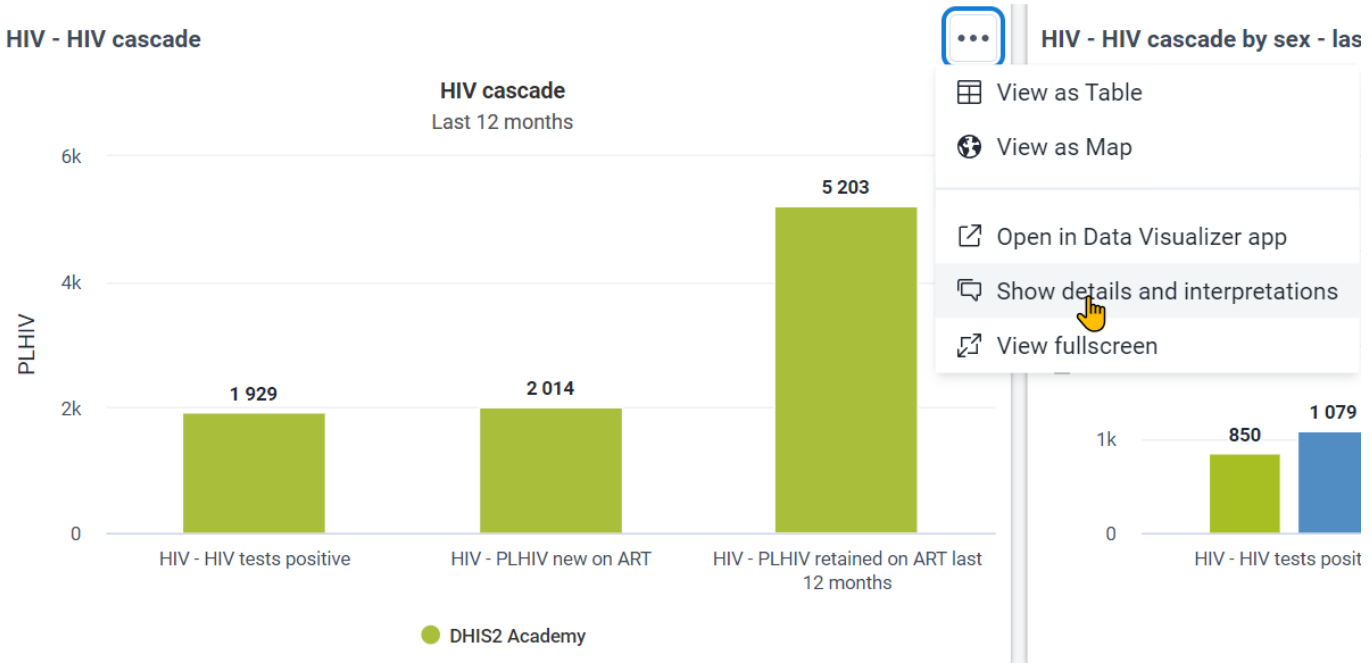 HIV - HIV cascade
HIV cascade
Last 12 months
6k
4k
2k
0
PLHIV
1 929
2 014
5 203
HIV - HIV tests positive
HIV - PLHIV new on ART
HIV - PLHIV retained on ART last
12 months
DHIS2 Academy
View as Table
View as Map
Open in Data Visualizer app
Show details and interpretations
View fullscreen
HIV - HIV cascade by sex - las
1k
0
850
1 079
HIV - HIV tests posit